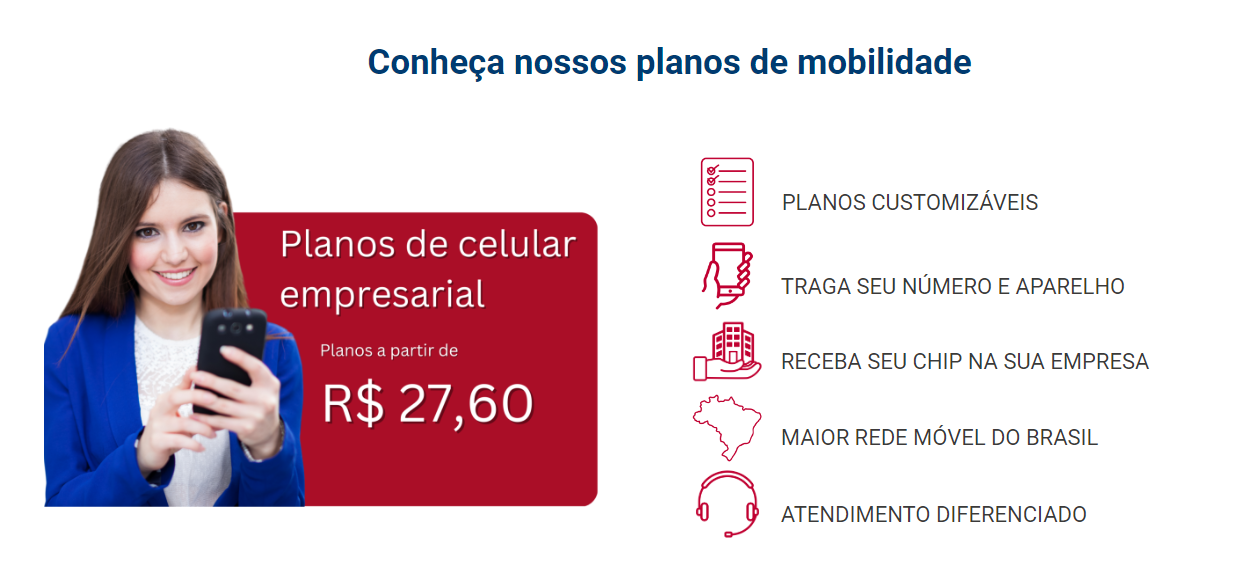 Conheça nossos planos de mobilidade
Planos de celular
empresarial
Planos a partir de
R$ 27,60
PLANOS CUSTOMIZÁVEIS
TRAGA SEU NÚMERO E APARELHO
RECEBA SEU CHIP NA SUA EMPRESA
MAIOR REDE MÓVEL DO BRASIL
ATENDIMENTO DIFERENCIADO